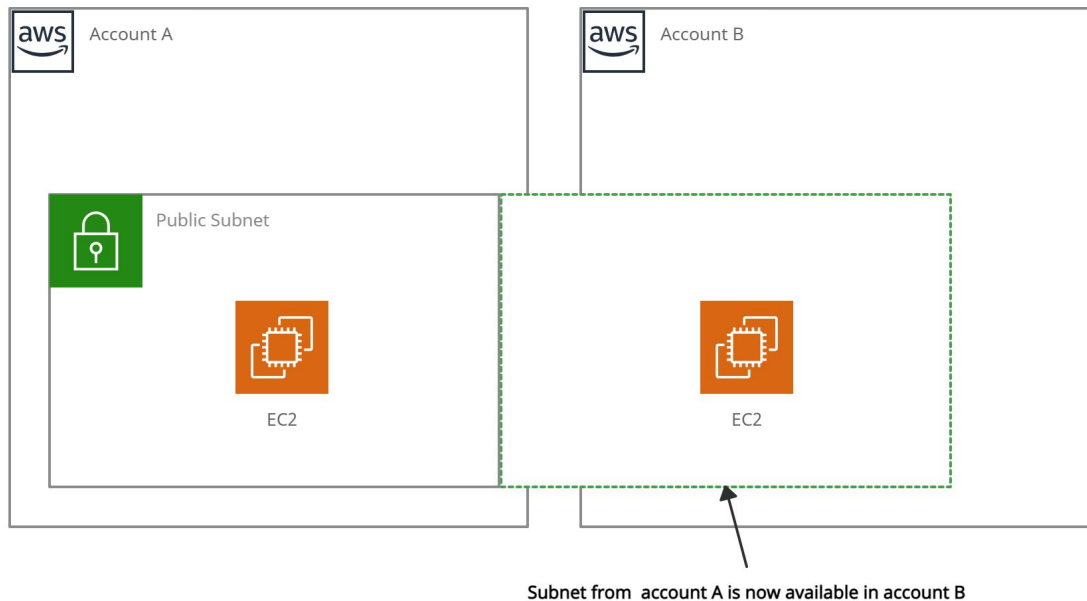 aws
Account A
aws
Account B
Public Subnet
EC2
EC2
Subnet from account A is now available in account B